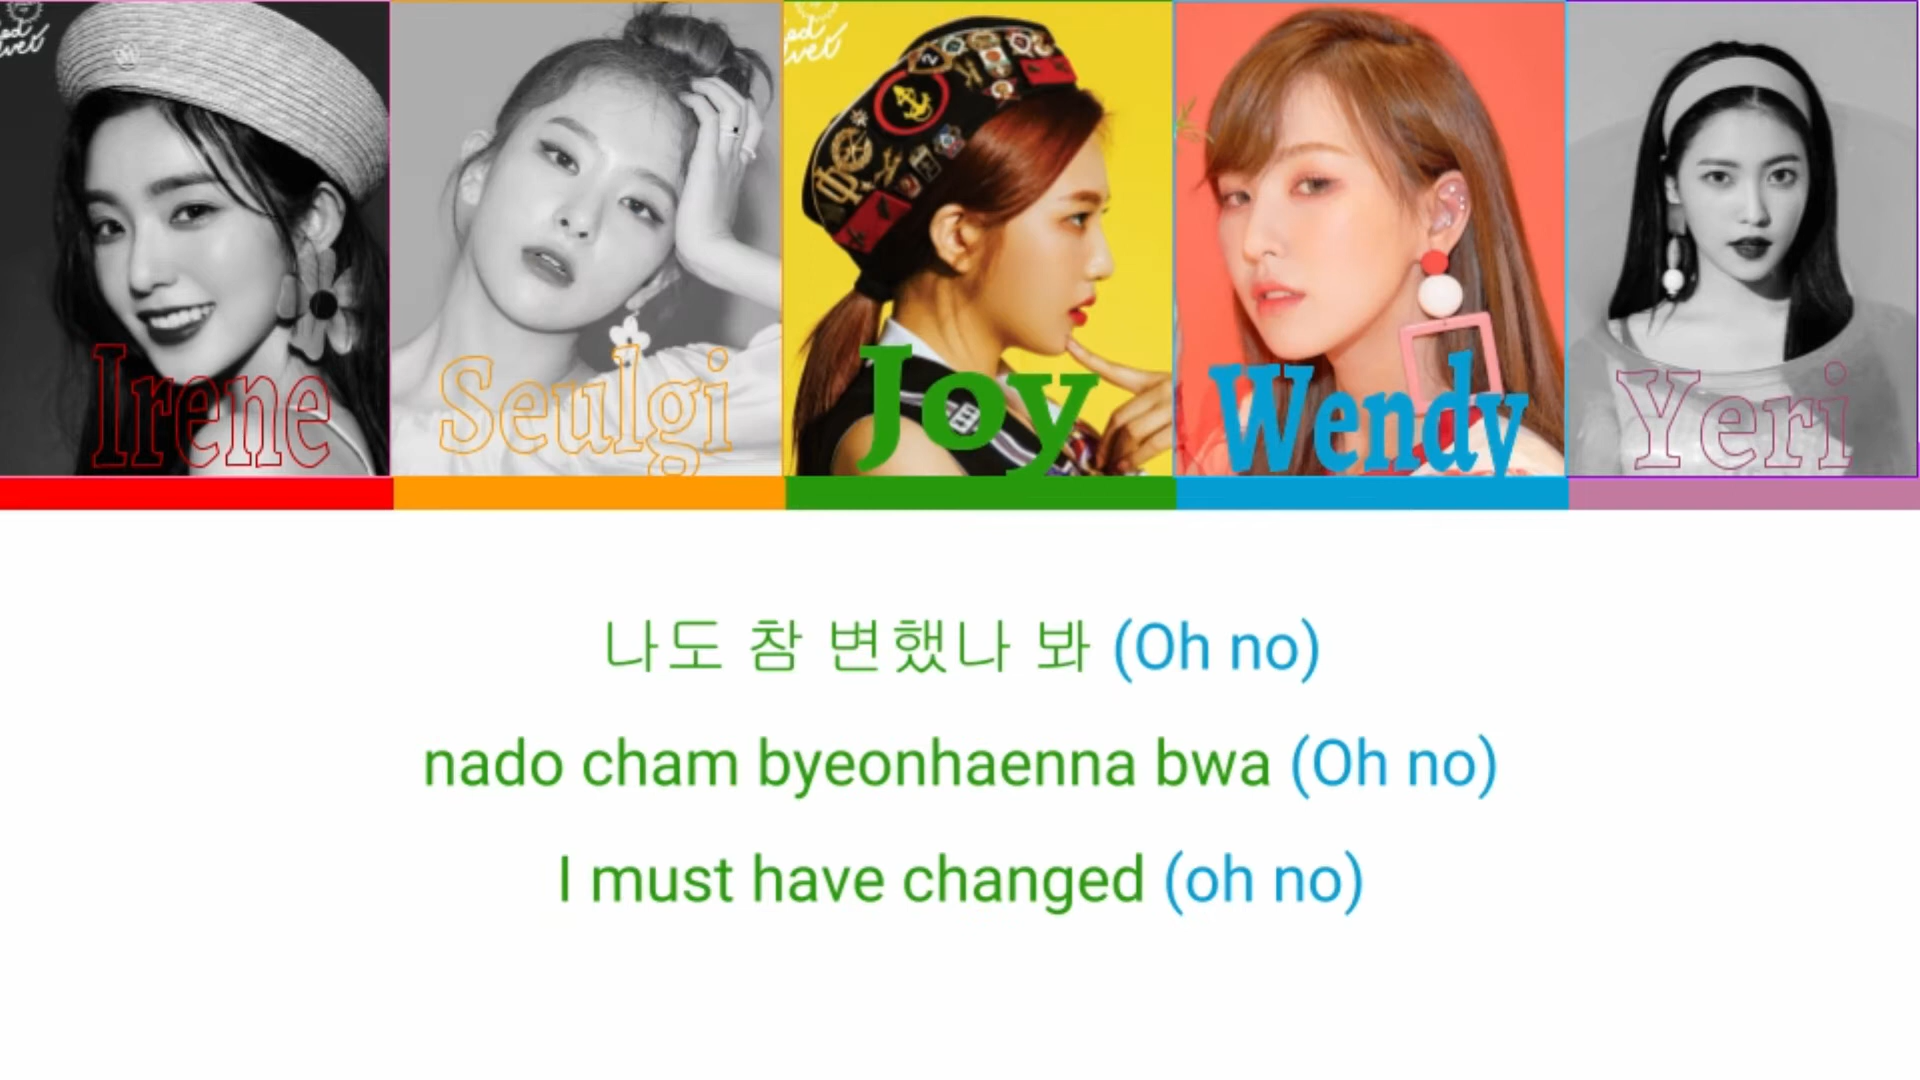 Irene
Seulgi
Joy
Wendy
Yeri
나도 참 변했나 봐 (Oh no)
nado cham byeonhaenna bwa (Oh no)
I must have changed (oh no)